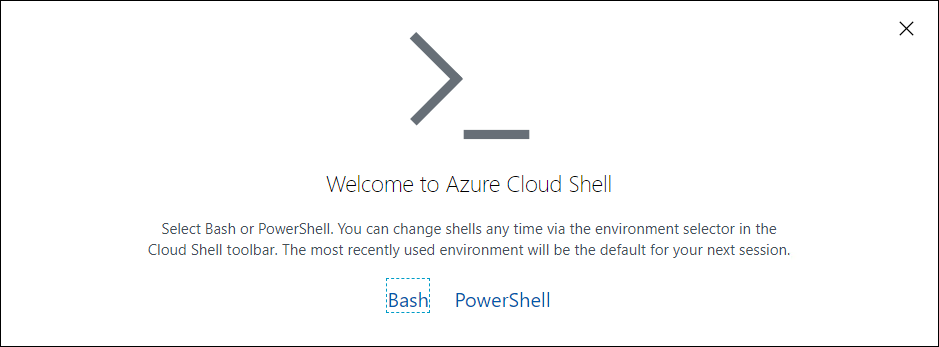 Welcome to Azure Cloud Shell
Select Bash or PowerShell. You can change shells any time via the environment selector in the
Cloud Shell toolbar. The most recently used environment will be the default for your next session.
Bash PowerShell